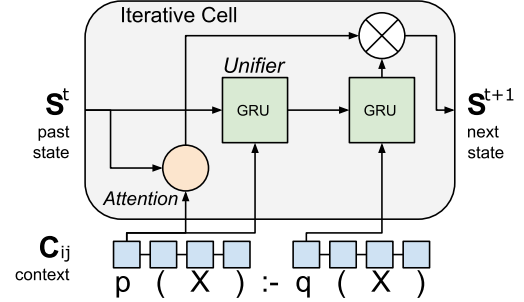 Iterative Cell
Unifier
S^t
past
state
GRU
GRU
S^t+1
next
state
Attention
C_ij
context
p ( X ) :- q ( X )